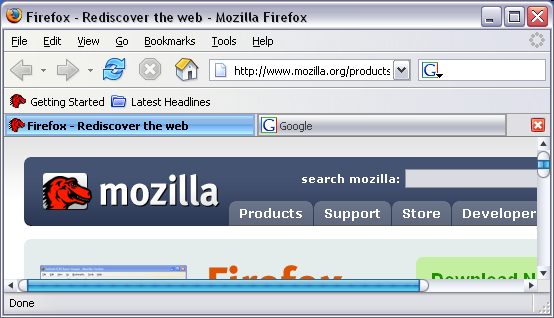 Firefox - Rediscover the web - Mozilla Firefox
File Edit View Go Bookmarks Tools Help
http://www.mozilla.org/products G
Getting Started Latest Headlines
Firefox - Rediscover the web G Google
search mozilla:
mozilla
Products Support Store Developer
Firefox
Download N
Done